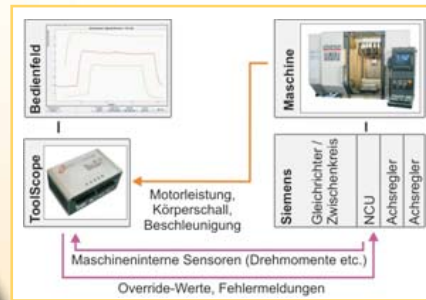 Bedienfeld
Maschine
ToolScope
Motorleistung,
Körperschall,
Beschleunigung
Siemens
Gleichrichter /
Zwischenkreis
NCU
Achsregler
Achsregler
Maschineninterne Sensoren (Drehmomente etc.)
Override-Werte, Fehlermeldungen